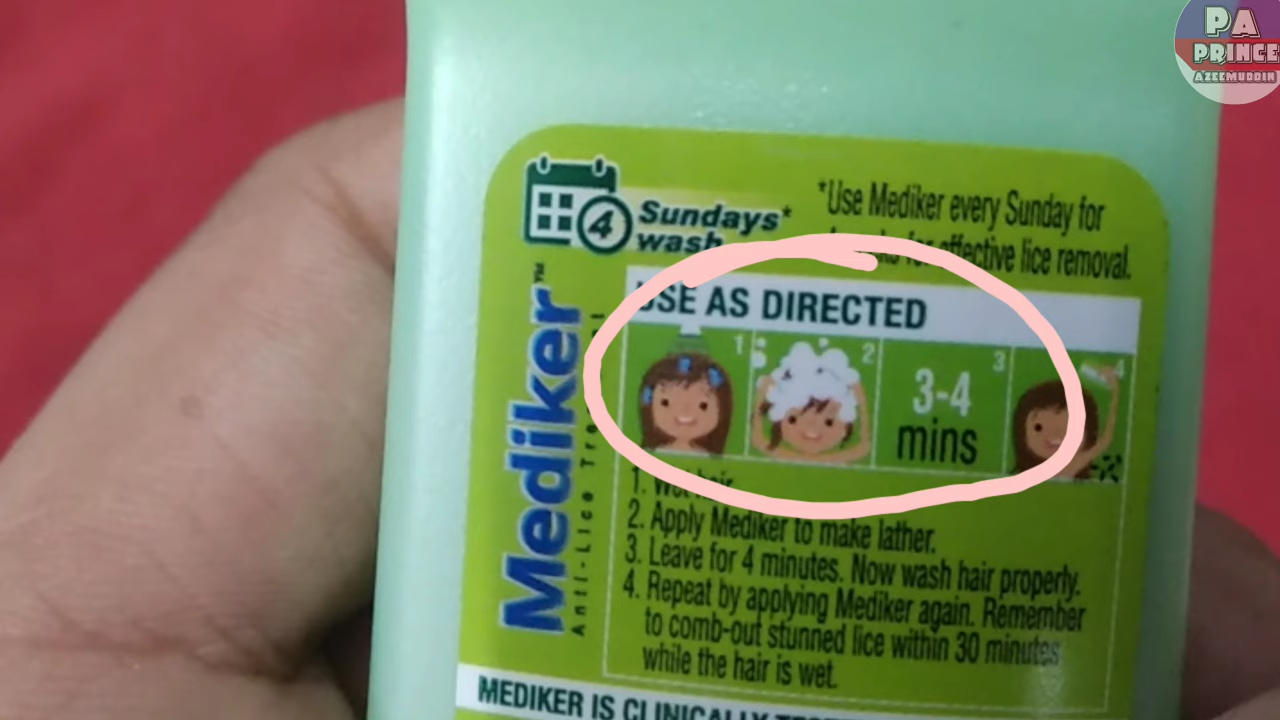 PA
PRINCE
AZEEMUDDIN
4
Sundays*
wash
*Use Mediker every Sunday for
effective lice removal.
Mediker™
USE AS DIRECTED
1
2
3
4
3-4
mins
1. Wet hair
2. Apply Mediker to make lather.
3. Leave for 4 minutes. Now wash hair properly.
4. Repeat by applying Mediker again. Remember
to comb-out stunned lice within 30 minutes
while the hair is wet.
MEDIKER IS CLINICALLY